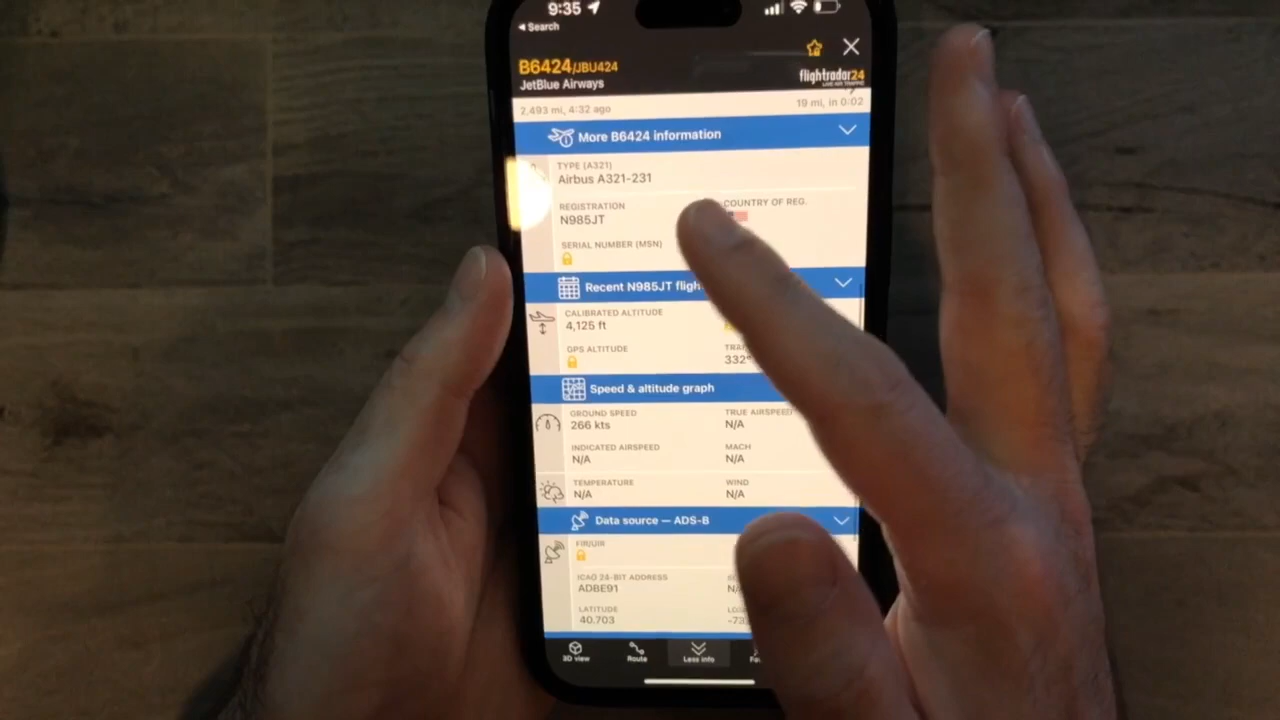 9:35
Search
B6424/JBU424
JetBlue Airways
flightradar24
LIVE AIR TRAFFIC
2,493 mi, 4:32 ago
19 mi, in 0:02
More B6424 information
TYPE (A321)
Airbus A321-231
REGISTRATION
COUNTRY OF REG.
N985JT
SERIAL NUMBER (MSN)
Recent N985JT fligh
CALIBRATED ALTITUDE
4,125 ft
GPS ALTITUDE
332°
Speed & altitude graph
GROUND SPEED
TRUE AIRSPEED
266 kts
N/A
INDICATED AIRSPEED
MACH
N/A
N/A
TEMPERATURE
WIND
N/A
N/A
Data source — ADS-B
FIR/UIR
ICAO 24-BIT ADDRESS
ADBE91
LATITUDE
40.703
-73
3D view
Route
Less info